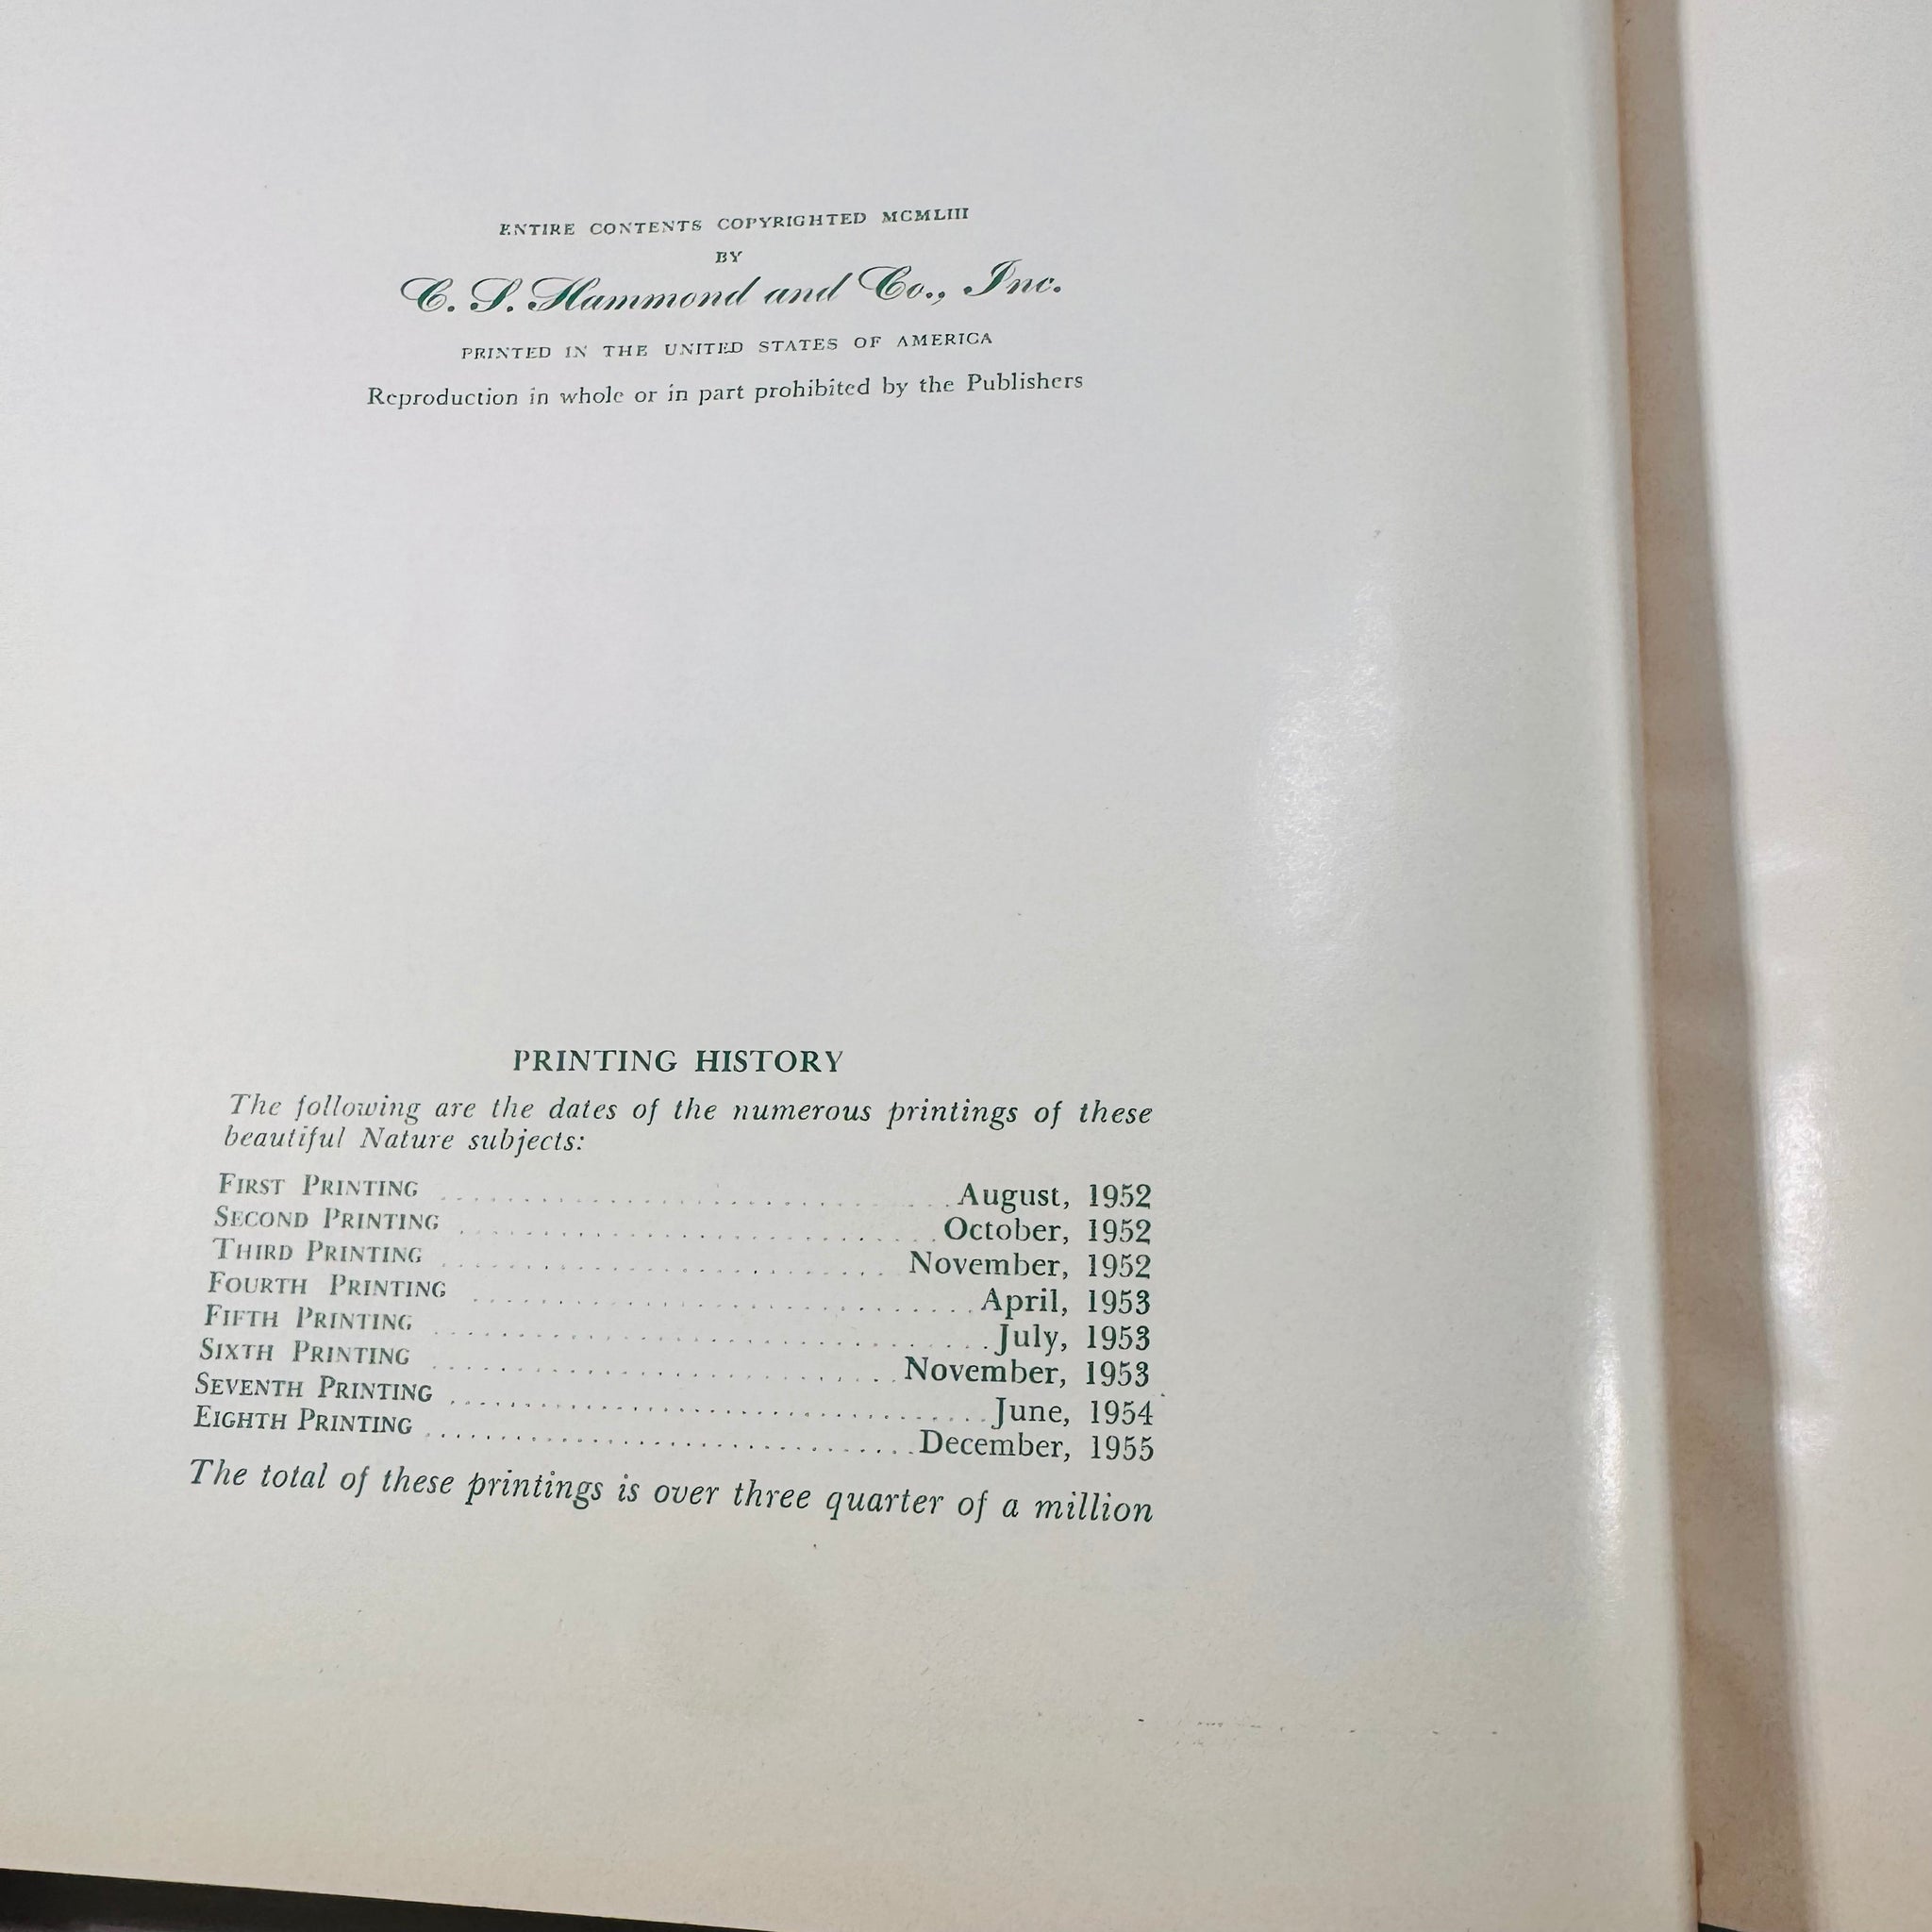 ENTIRE CONTENTS COPYRIGHTED MCMLIII
BY
C. S. Hammond and Co., Inc.
PRINTED IN THE UNITED STATES OF AMERICA
Reproduction in whole or in part prohibited by the Publishers
PRINTING HISTORY
The following are the dates of the numerous printings of these
beautiful Nature subjects:
FIRST PRINTING ........ August, 1952
SECOND PRINTING ........ October, 1952
THIRD PRINTING ........ November, 1952
FOURTH PRINTING ........ April, 1953
FIFTH PRINTING ........ July, 1953
SIXTH PRINTING ........ November, 1953
SEVENTH PRINTING ........ June, 1954
EIGHTH PRINTING ........ December, 1955
The total of these printings is over three quarter of a million